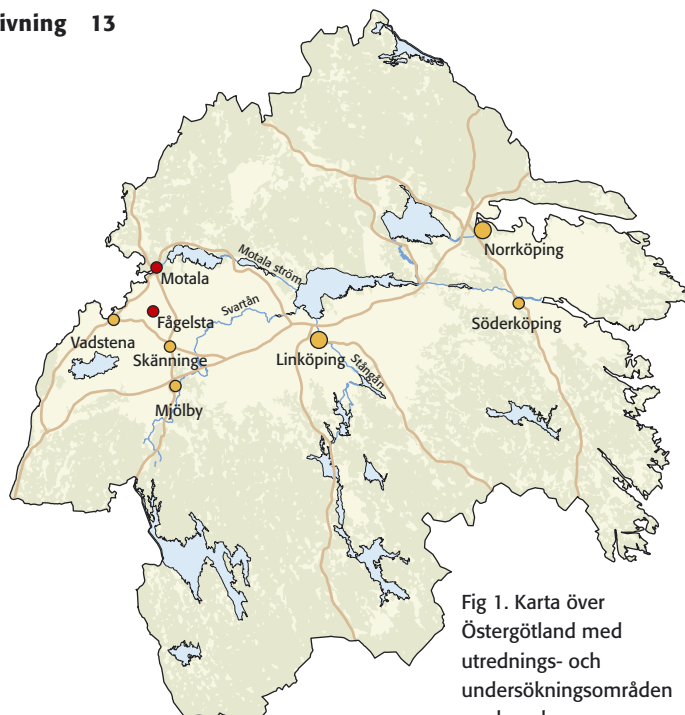 ivning 13
Norrköping
Motala ström
Motala
Svartån
Fågelsta
Söderköping
Vadstena
Skänninge
Linköping
Stångån
Mjölby
Fig 1. Karta över
Östergötland med
utrednings- och
undersökningsområden